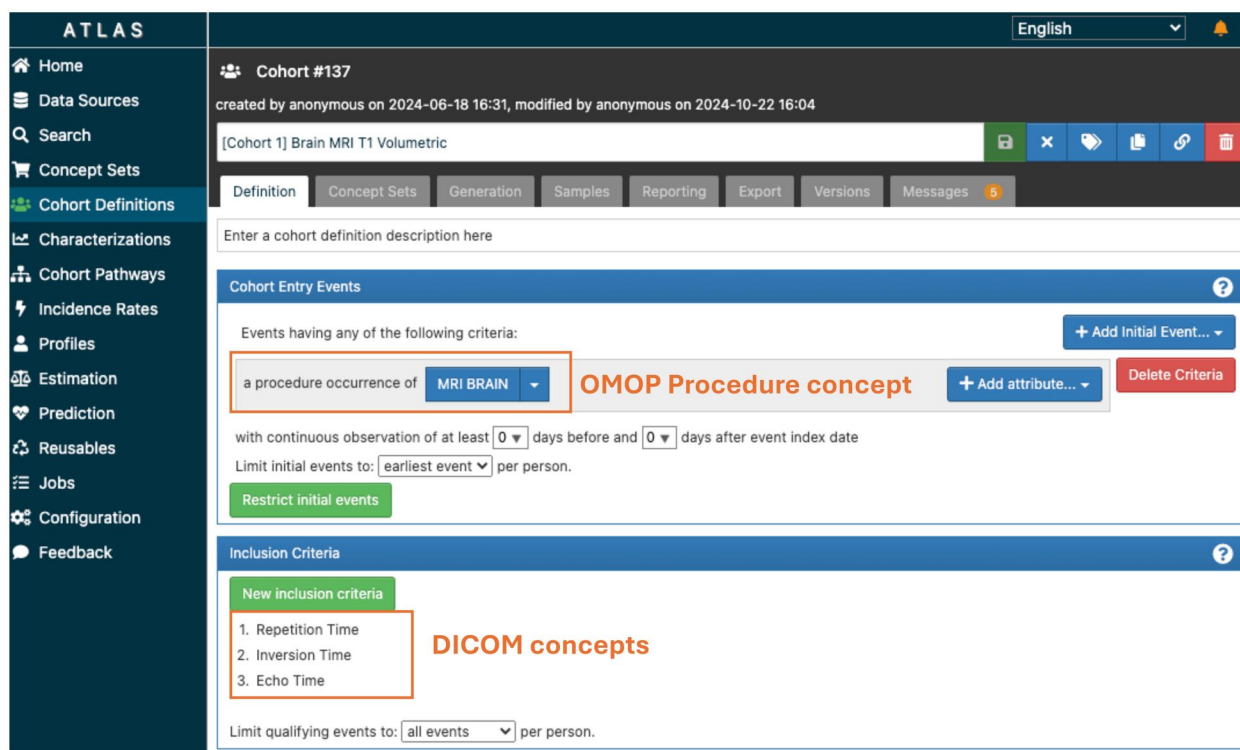 ATLAS
English
Home
Data Sources
Search
Concept Sets
Cohort Definitions
Characterizations
Cohort Pathways
Incidence Rates
Profiles
Estimation
Prediction
Reusables
Jobs
Configuration
Feedback
Cohort #137
created by anonymous on 2024-06-18 16:31, modified by anonymous on 2024-10-22 16:04
[Cohort 1] Brain MRI T1 Volumetric
Definition Concept Sets Generation Samples Reporting Export Versions Messages 5
Enter a cohort definition description here
Cohort Entry Events ?
Events having any of the following criteria: + Add Initial Event...
a procedure occurrence of MRI BRAIN OMOP Procedure concept + Add attribute... Delete Criteria
with continuous observation of at least 0 days before and 0 days after event index date
Limit initial events to: earliest event per person.
Restrict initial events
Inclusion Criteria ?
New inclusion criteria
1. Repetition Time
2. Inversion Time
3. Echo Time
DICOM concepts
Limit qualifying events to: all events per person.